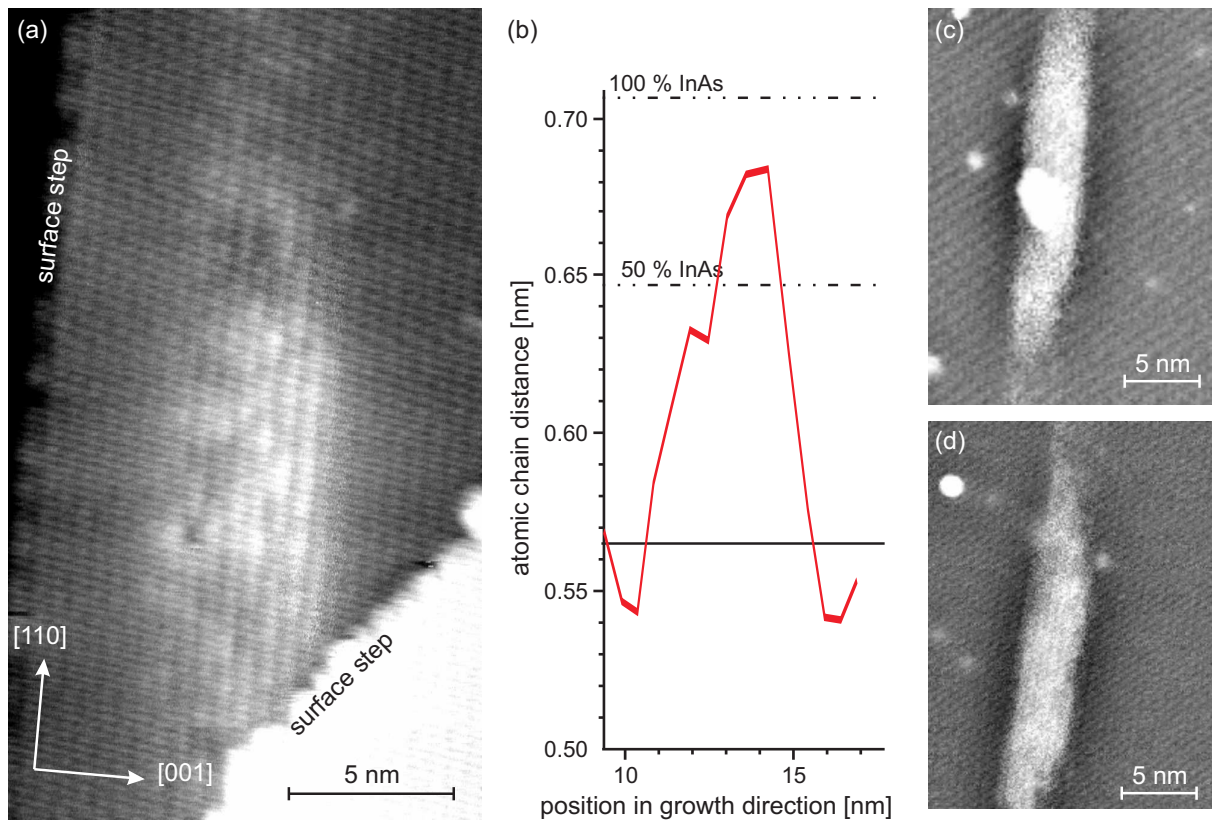 (a)
surface step
surface step
[110]
[001]
5 nm
(b)
100 % InAs
50 % InAs
0.70
0.65
0.60
0.55
0.50
atomic chain distance [nm]
10
15
position in growth direction [nm]
(c)
5 nm
(d)
5 nm